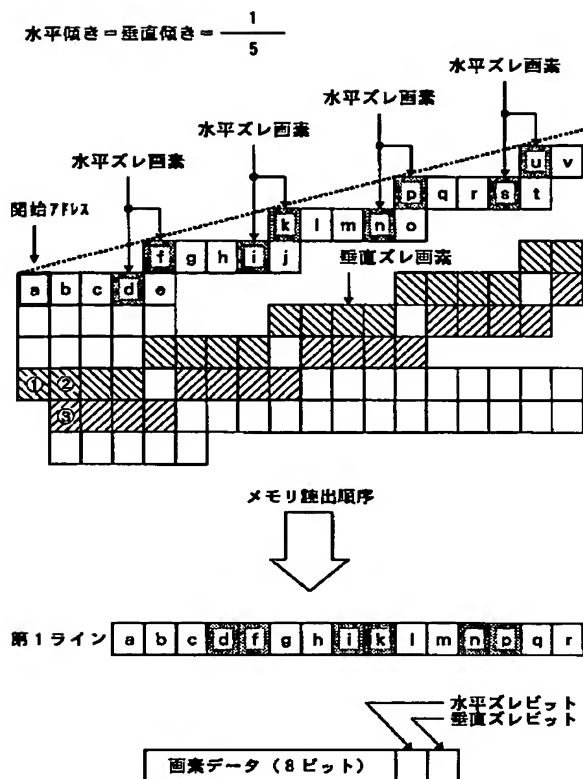 水平傾き＝垂直傾き＝ 1
5
水平ズレ画素
水平ズレ画素
水平ズレ画素
水平ズレ画素
開始アドレス
u v
p q r s t
k l m n o
f g h i j
垂直ズレ画素
a b c d e
① ②
③
メモリ読出順序
第1ライン a b c d f g h i k l m n p q r
水平ズレビット
垂直ズレビット
画素データ（8ビット）